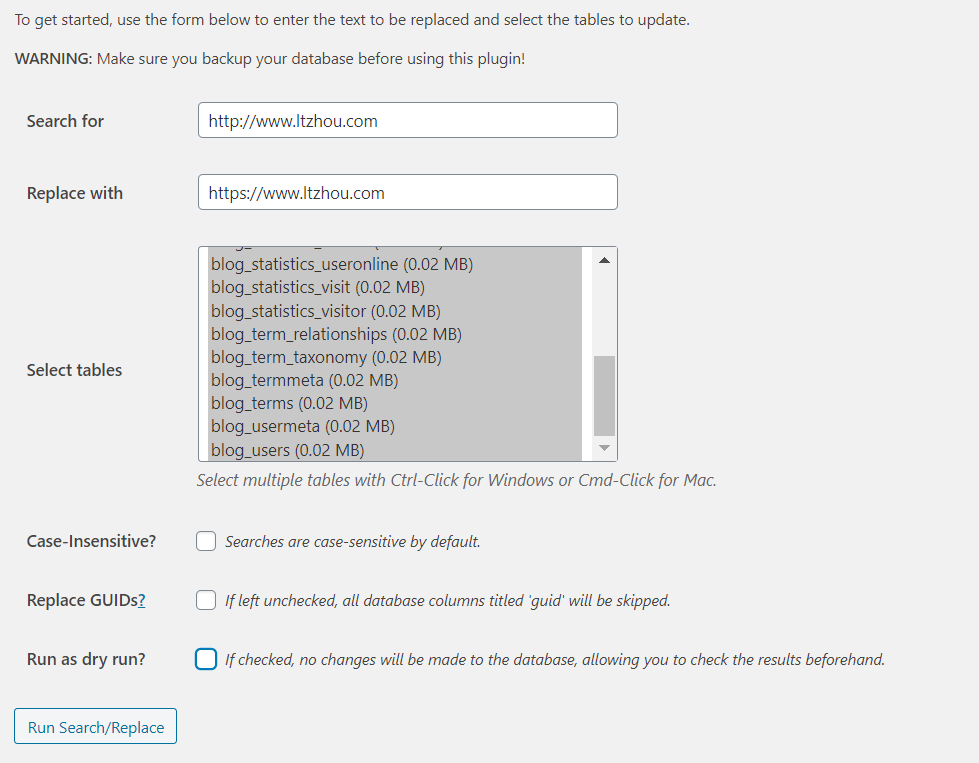 To get started, use the form below to enter the text to be replaced and select the tables to update.
WARNING: Make sure you backup your database before using this plugin!
Search for
http://www.ltzhou.com
Replace with
https://www.ltzhou.com
Select tables
blog_statistics_useronline (0.02 MB)
blog_statistics_visit (0.02 MB)
blog_statistics_visitor (0.02 MB)
blog_term_relationships (0.02 MB)
blog_term_taxonomy (0.02 MB)
blog_termmeta (0.02 MB)
blog_terms (0.02 MB)
blog_usermeta (0.02 MB)
blog_users (0.02 MB)
Select multiple tables with Ctrl-Click for Windows or Cmd-Click for Mac.
Case-Insensitive?
Searches are case-sensitive by default.
Replace GUIDs?
If left unchecked, all database columns titled 'guid' will be skipped.
Run as dry run?
If checked, no changes will be made to the database, allowing you to check the results beforehand.
Run Search/Replace